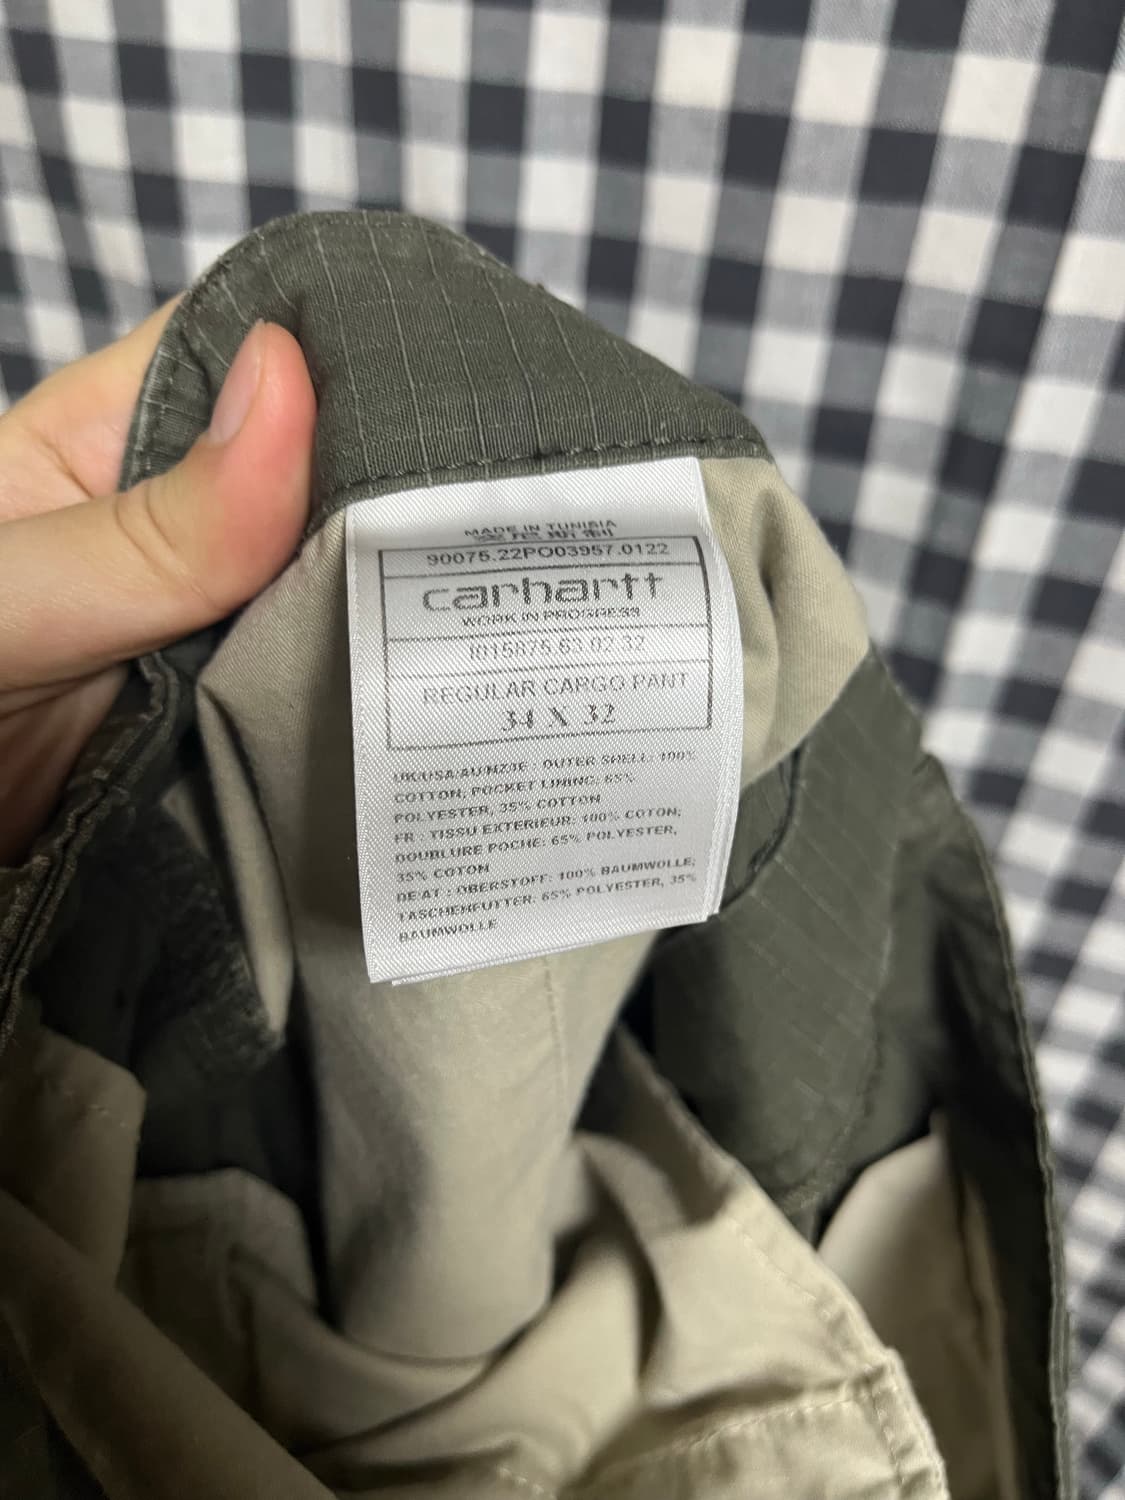 MADE IN TUNISIA
90075.22PO03957.0122
carhartt
WORK IN PROGRESS
I015875.63.02.32
REGULAR CARGO PANT
34 X 32
UK/USA/AU/NZ/IE : OUTER SHELL: 100%
COTTON; POCKET LINING: 65%
POLYESTER, 35% COTTON
FR : TISSU EXTERIEUR: 100% COTON;
DOUBLURE POCHE: 65% POLYESTER,
35% COTON
DE/AT : OBERSTOFF: 100% BAUMWOLLE;
TASCHENFUTTER: 65% POLYESTER, 35%
BAUMWOLLE